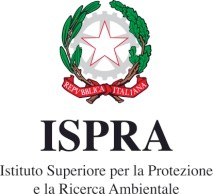 REPVBBLICA ITALIANA
ISPRA
Istituto Superiore per la Protezione
e la Ricerca Ambientale